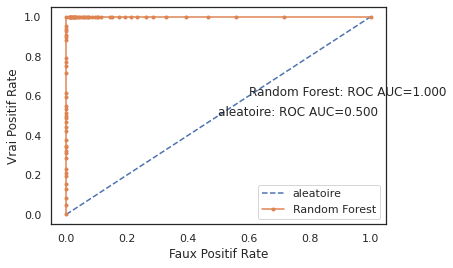 1.0
0.8
0.6
0.4
0.2
0.0
Vrai Positif Rate
Random Forest: ROC AUC=1.000
aleatoire: ROC AUC=0.500
aleatoire
Random Forest
0.0 0.2 0.4 0.6 0.8 1.0
Faux Positif Rate